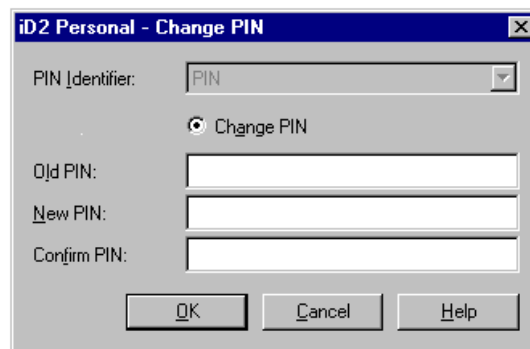 iD2 Personal - Change PIN
PIN Identifier: PIN
Change PIN
Old PIN:
New PIN:
Confirm PIN:
OK Cancel Help